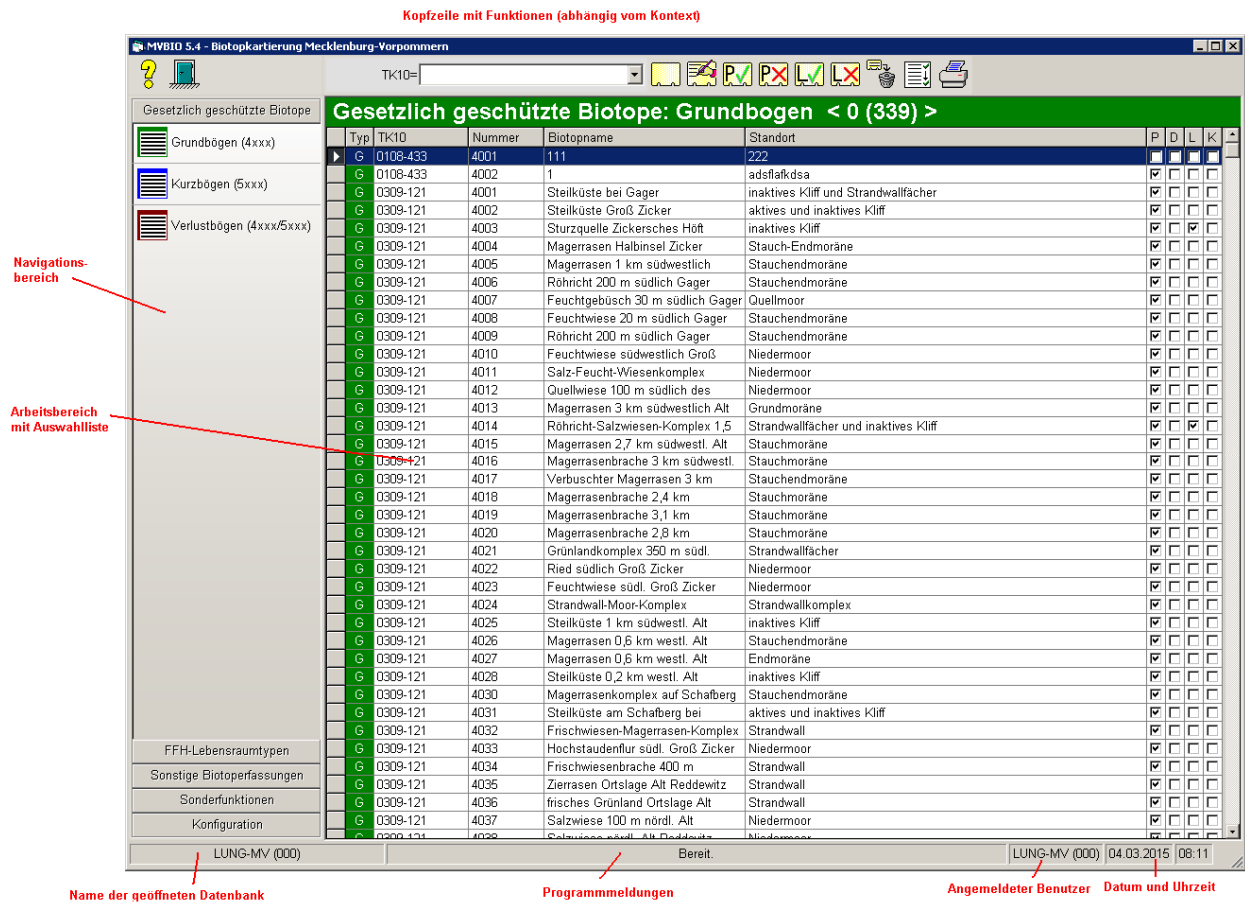 Kopfzeile mit Funktionen (abhängig vom Kontext)
MVBIO 5.4 - Biotopkartierung Mecklenburg-Vorpommern
TK10=
Gesetzlich geschützte Biotope
Gesetzlich geschützte Biotope: Grundbogen < 0 (339) >
Grundbögen (4xxx)
Kurzbögen (5xxx)
Verlustbögen (4xxx/5xxx)
Navigations-
bereich
Arbeitsbereich
mit Auswahlliste
Typ TK10 Nummer Biotopname Standort P D L K
G 0108-433 4001 111 222
G 0108-433 4002 1 adsflafkdsa
G 0309-121 4001 Steilküste bei Gager inaktives Kliff und Strandwallfächer
G 0309-121 4002 Steilküste Groß Zicker aktives und inaktives Kliff
G 0309-121 4003 Sturzquelle Zickersches Höft inaktives Kliff
G 0309-121 4004 Magerrasen Halbinsel Zicker Stauch-Endmoräne
G 0309-121 4005 Magerrasen 1 km südwestlich Stauchendmoräne
G 0309-121 4006 Röhricht 200 m südlich Gager Stauchendmoräne
G 0309-121 4007 Feuchtgebüsch 30 m südlich Gager Quellmoor
G 0309-121 4008 Feuchtwiese 20 m südlich Gager Stauchendmoräne
G 0309-121 4009 Röhricht 200 m südlich Gager Stauchendmoräne
G 0309-121 4010 Feuchtwiese südwestlich Groß Niedermoor
G 0309-121 4011 Salz-Feucht-Wiesenkomplex Niedermoor
G 0309-121 4012 Quellwiese 100 m südlich des Niedermoor
G 0309-121 4013 Magerrasen 3 km südwestlich Alt Grundmoräne
G 0309-121 4014 Röhricht-Salzwiesen-Komplex 1,5 Strandwallfächer und inaktives Kliff
G 0309-121 4015 Magerrasen 2,7 km südwestl. Alt Stauchmoräne
G 0309-121 4016 Magerrasenbrache 3 km südwestl. Stauchmoräne
G 0309-121 4017 Verbuschter Magerrasen 3 km Stauchendmoräne
G 0309-121 4018 Magerrasenbrache 2,4 km Stauchmoräne
G 0309-121 4019 Magerrasenbrache 3,1 km Stauchmoräne
G 0309-121 4020 Magerrasenbrache 2,8 km Stauchmoräne
G 0309-121 4021 Grünlandkomplex 350 m südl. Strandwallfächer
G 0309-121 4022 Ried südlich Groß Zicker Niedermoor
G 0309-121 4023 Feuchtwiese südl. Groß Zicker Niedermoor
G 0309-121 4024 Strandwall-Moor-Komplex Strandwallkomplex
G 0309-121 4025 Steilküste 1 km südwestl. Alt inaktives Kliff
G 0309-121 4026 Magerrasen 0,6 km westl. Alt Stauchendmoräne
G 0309-121 4027 Magerrasen 0,6 km westl. Alt Endmoräne
G 0309-121 4028 Steilküste 0,2 km westl. Alt inaktives Kliff
G 0309-121 4030 Magerrasenkomplex auf Schafberg Stauchendmoräne
G 0309-121 4031 Steilküste am Schafberg bei aktives und inaktives Kliff
G 0309-121 4032 Frischwiesen-Magerrasen-Komplex Strandwall
G 0309-121 4033 Hochstaudenflur südl. Groß Zicker Niedermoor
G 0309-121 4034 Frischwiesenbrache 400 m Strandwall
G 0309-121 4035 Zierrasen Ortslage Alt Reddewitz Strandwall
G 0309-121 4036 frisches Grünland Ortslage Alt Strandwall
G 0309-121 4037 Salzwiese 100 m nördl. Alt Niedermoor
G 0309-121 4038 Salzwiese nördl. Alt Reddewitz Niedermoor
FFH-Lebensraumtypen
Sonstige Biotoperfassungen
Sonderfunktionen
Konfiguration
LUNG-MV (000) Bereit. LUNG-MV (000) 04.03.2015 08:11
Name der geöffneten Datenbank
Programmmeldungen
Angemeldeter Benutzer
Datum und Uhrzeit